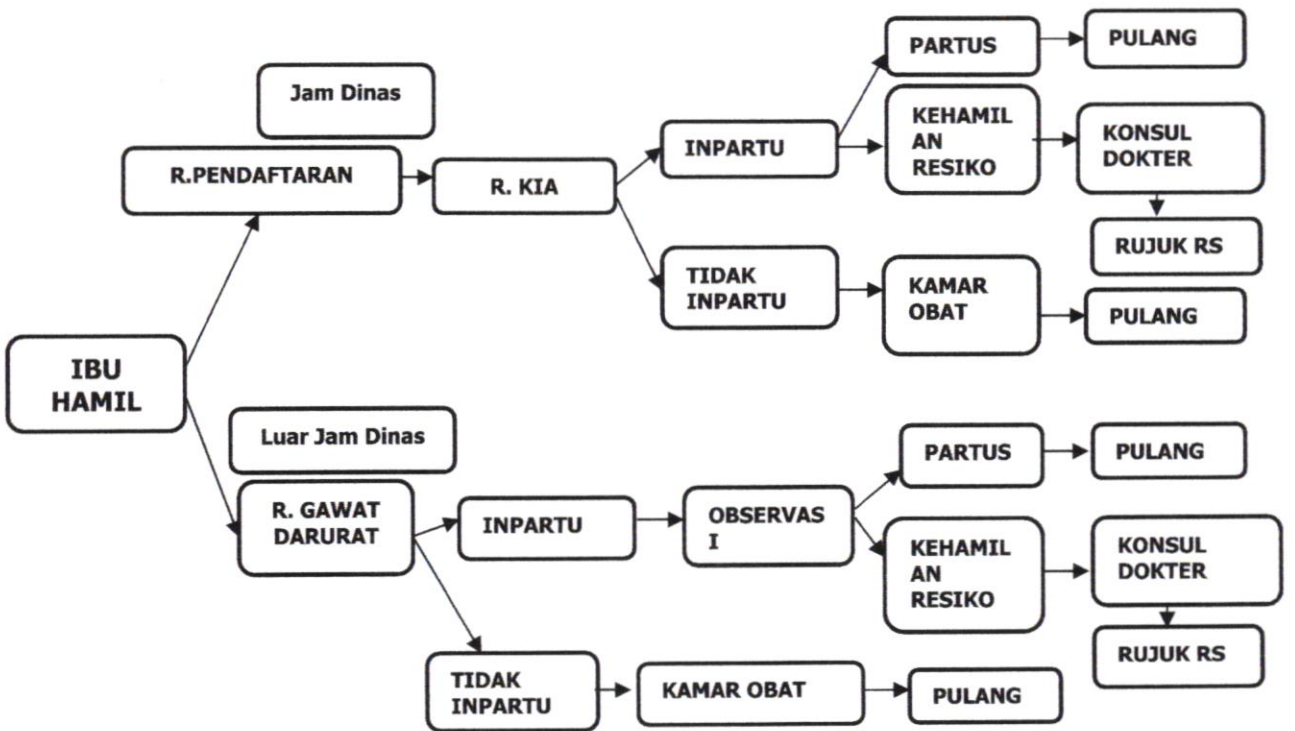 PARTUS
PULANG
Jam Dinas
KEHAMIL
AN
RESIKO
KONSUL
DOKTER
INPARTU
R.PENDAFTARAN
R. KIA
RUJUK RS
TIDAK
INPARTU
KAMAR
OBAT
PULANG
IBU
HAMIL
Luar Jam Dinas
PARTUS
PULANG
R. GAWAT
DARURAT
INPARTU
OBSERVAS
I
KEHAMIL
AN
RESIKO
KONSUL
DOKTER
RUJUK RS
TIDAK
INPARTU
KAMAR OBAT
PULANG